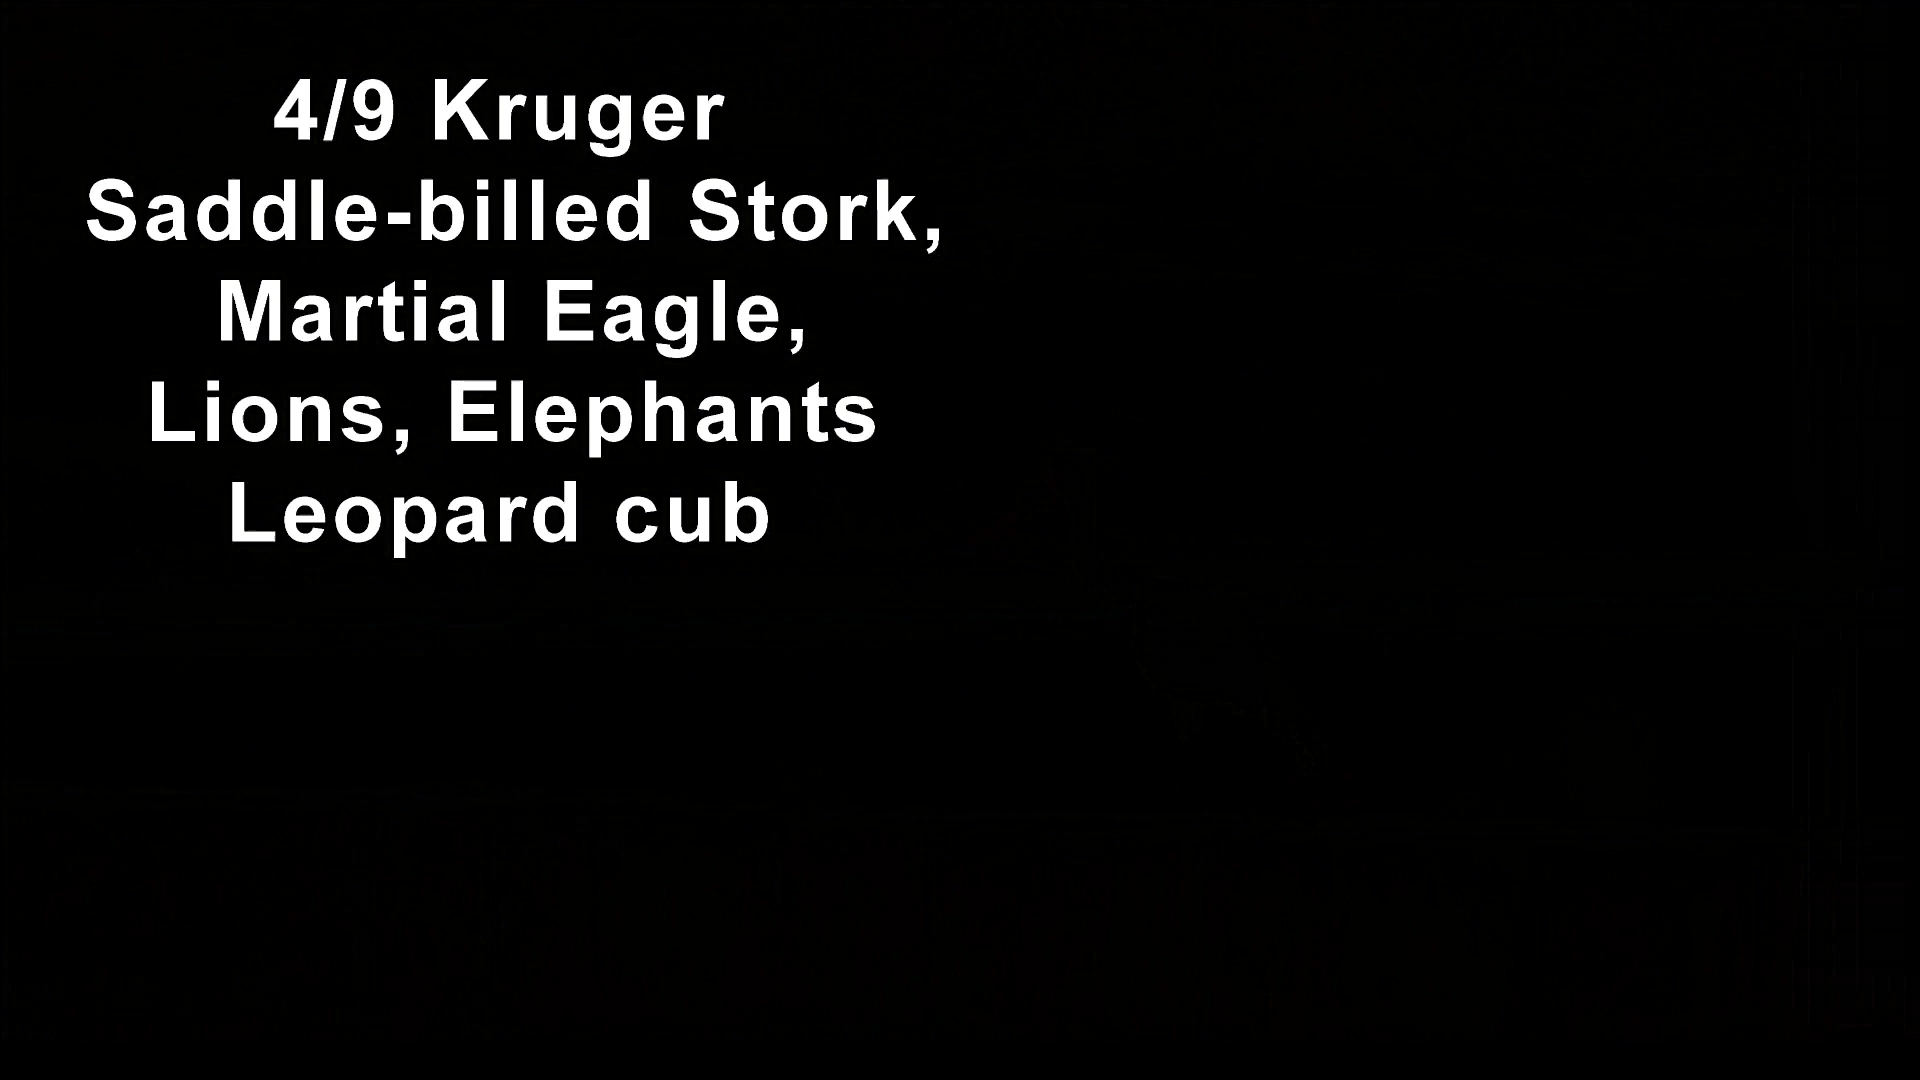 4/9 Kruger
Saddle-billed Stork,
Martial Eagle,
Lions, Elephants
Leopard cub